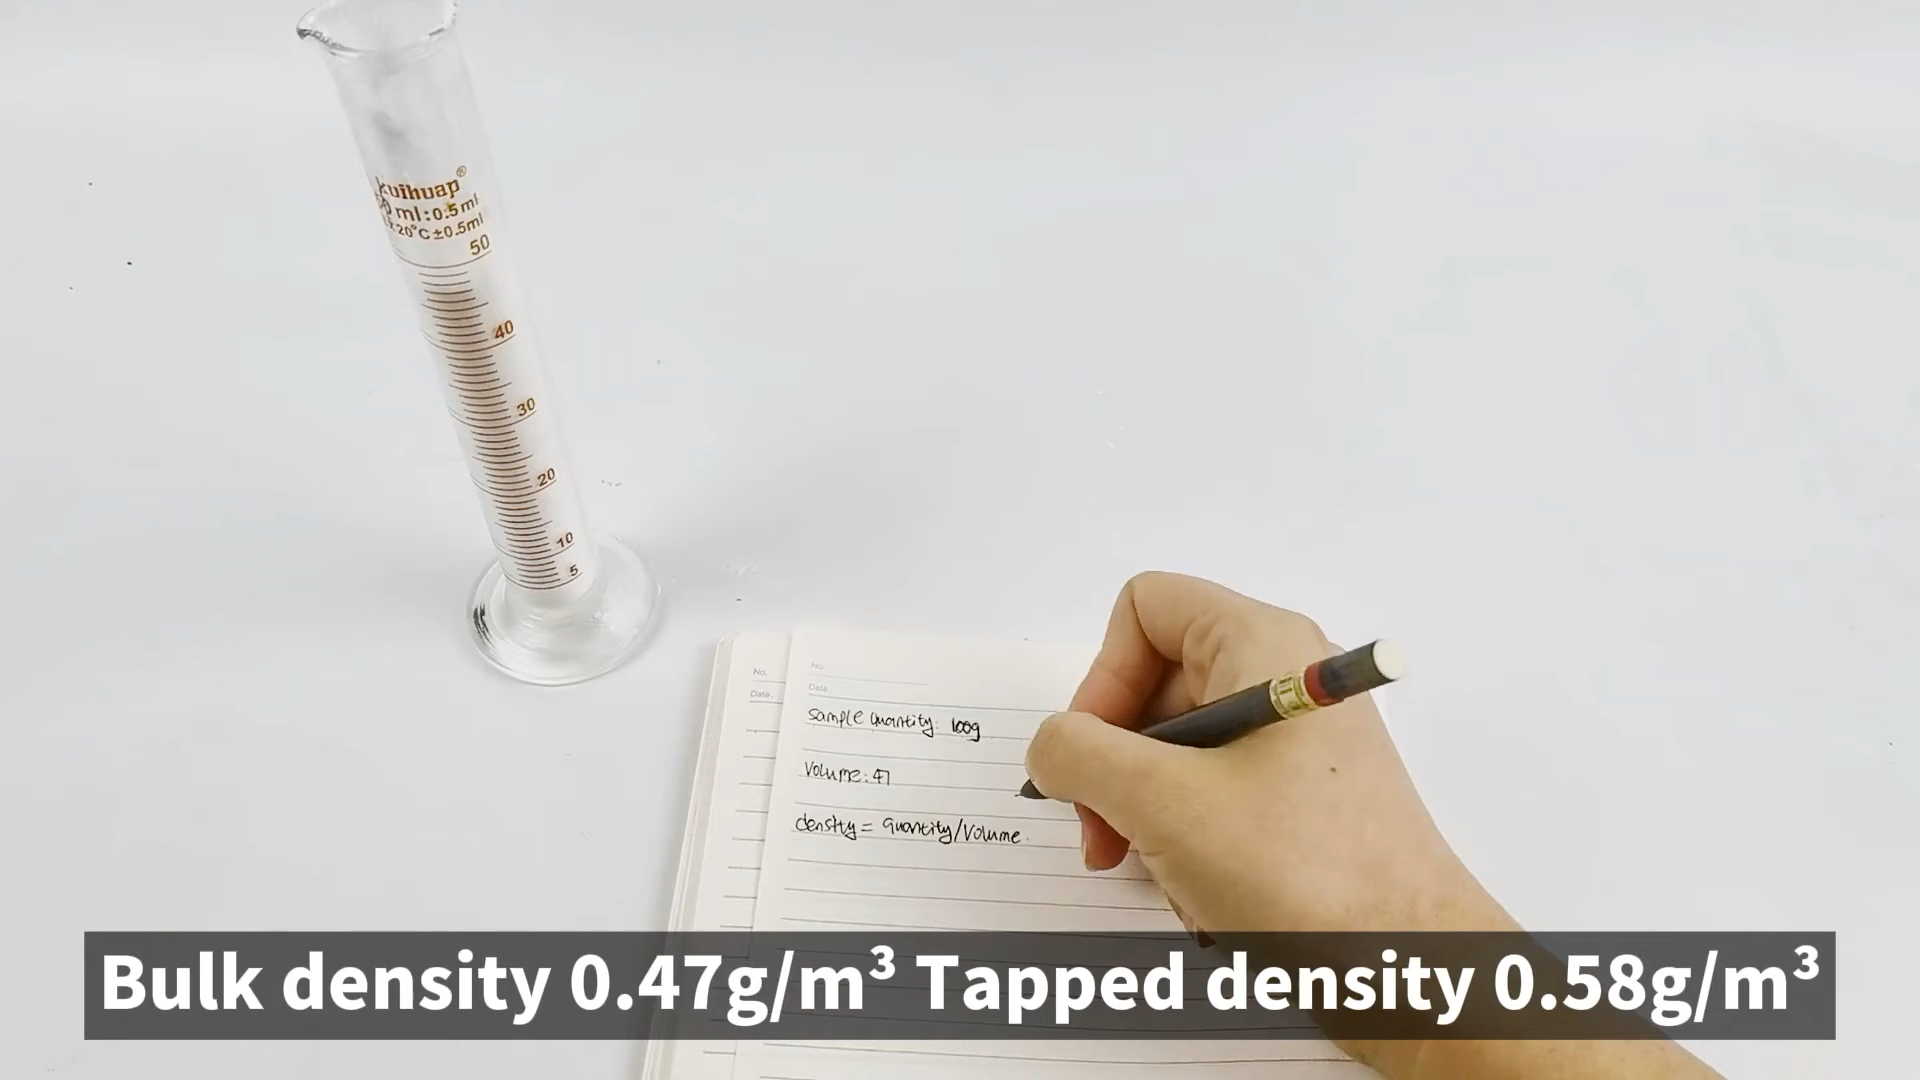 kuihuap®
ml:0.5ml
20°C±0.5ml
50
40
30
20
10
5
No.
Date.
No.
Date.
Sample Quantity: 100g
Volume: 47
density = Quantity/Volume.
Bulk density 0.47g/m³ Tapped density 0.58g/m³